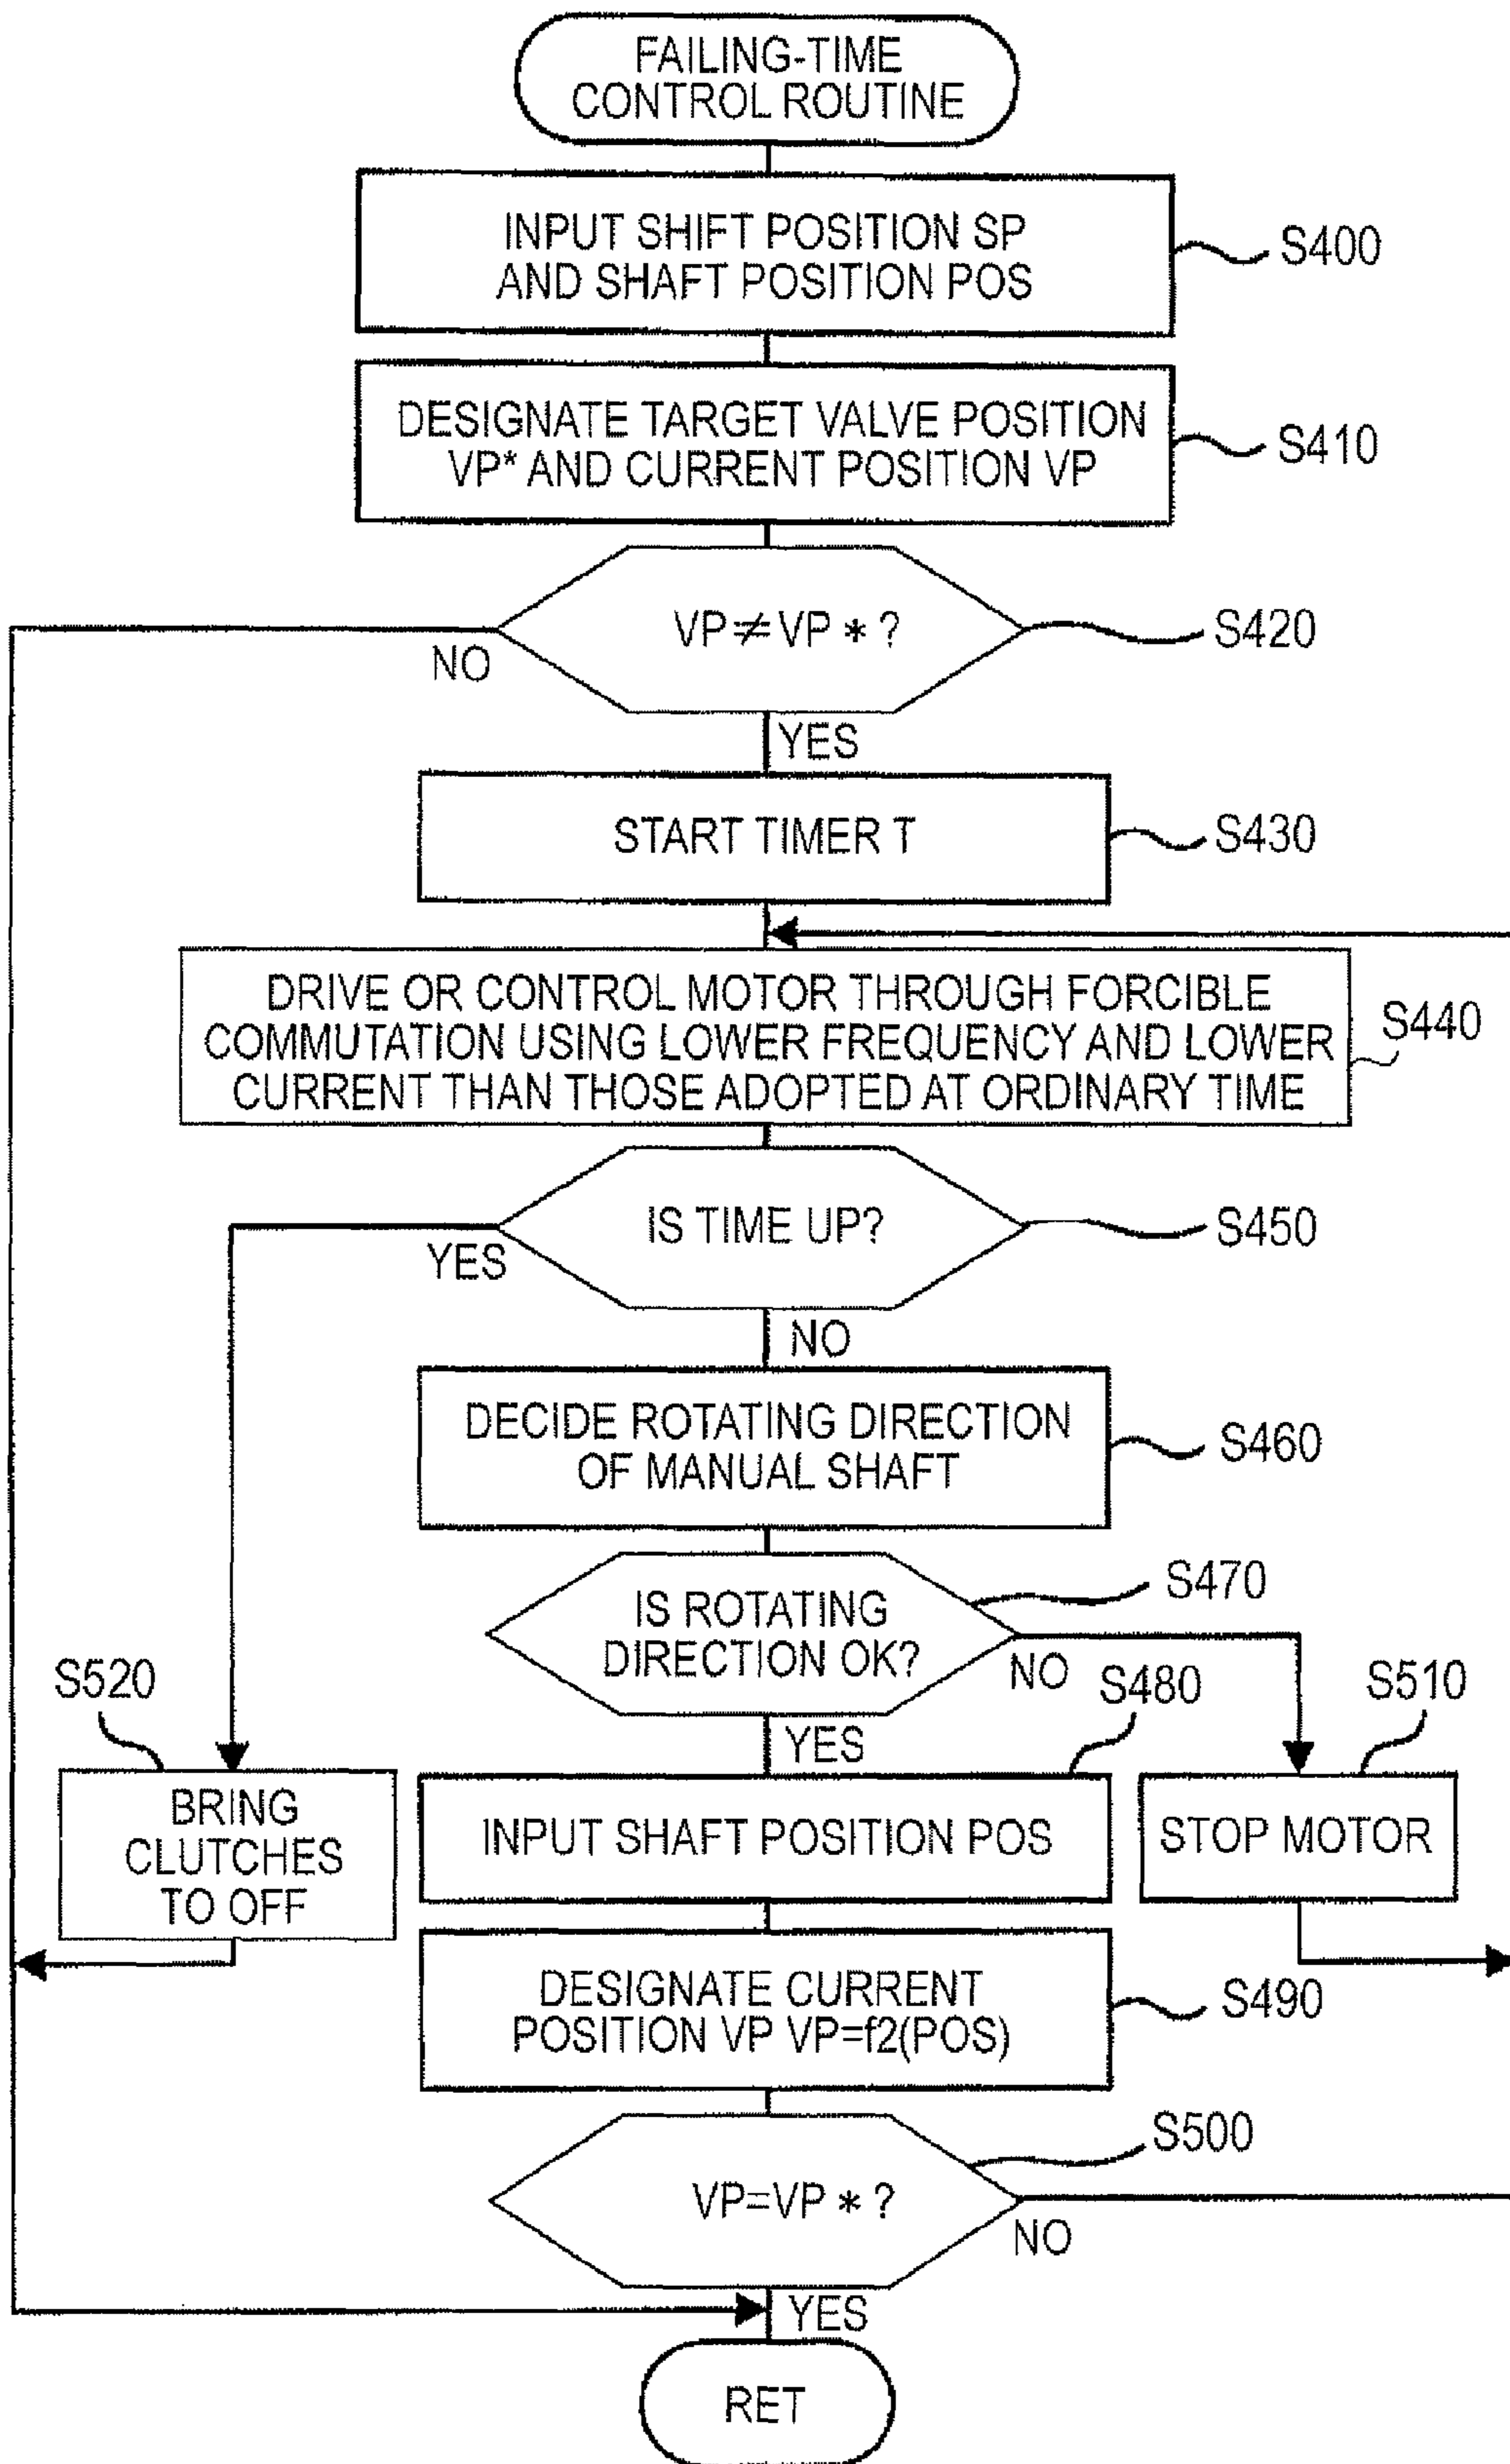 FAILING-TIME
CONTROL ROUTINE
INPUT SHIFT POSITION SP
AND SHAFT POSITION POS
S400
DESIGNATE TARGET VALVE POSITION
VP* AND CURRENT POSITION VP
S410
VP≠VP * ?
S420
NO
YES
START TIMER T
S430
DRIVE OR CONTROL MOTOR THROUGH FORCIBLE
COMMUTATION USING LOWER FREQUENCY AND LOWER
CURRENT THAN THOSE ADOPTED AT ORDINARY TIME
S440
IS TIME UP?
S450
YES
NO
DECIDE ROTATING DIRECTION
OF MANUAL SHAFT
S460
IS ROTATING
DIRECTION OK?
S470
NO
YES
S520
BRING
CLUTCHES
TO OFF
S480
INPUT SHAFT POSITION POS
S510
STOP MOTOR
DESIGNATE CURRENT
POSITION VP VP=f2(POS)
S490
VP=VP * ?
S500
NO
YES
RET